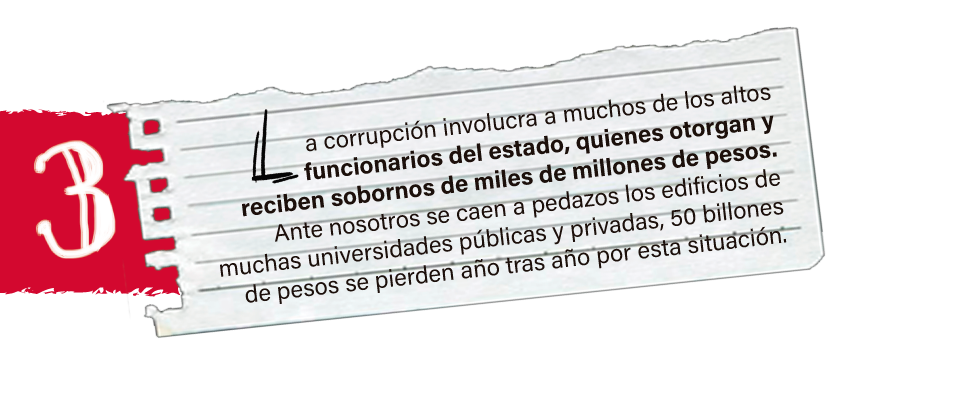 3
La corrupción involucra a muchos de los altos
funcionarios del estado, quienes otorgan y
reciben sobornos de miles de millones de pesos.
Ante nosotros se caen a pedazos los edificios de
muchas universidades públicas y privadas, 50 billones
de pesos se pierden año tras año por esta situación.